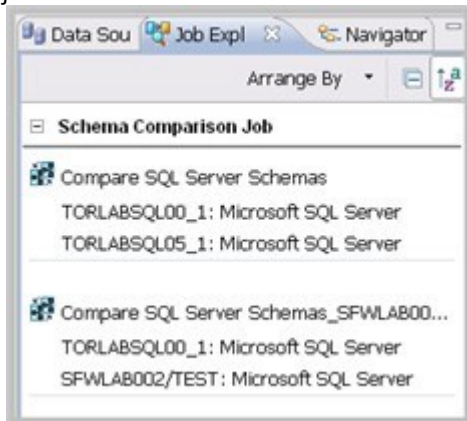 Data Sou Job Expl Navigator
Arrange By
Schema Comparison Job
Compare SQL Server Schemas
TORLABSQL00_1: Microsoft SQL Server
TORLABSQL05_1: Microsoft SQL Server
Compare SQL Server Schemas_SFWLAB00...
TORLABSQL00_1: Microsoft SQL Server
SFWLAB002/TEST: Microsoft SQL Server